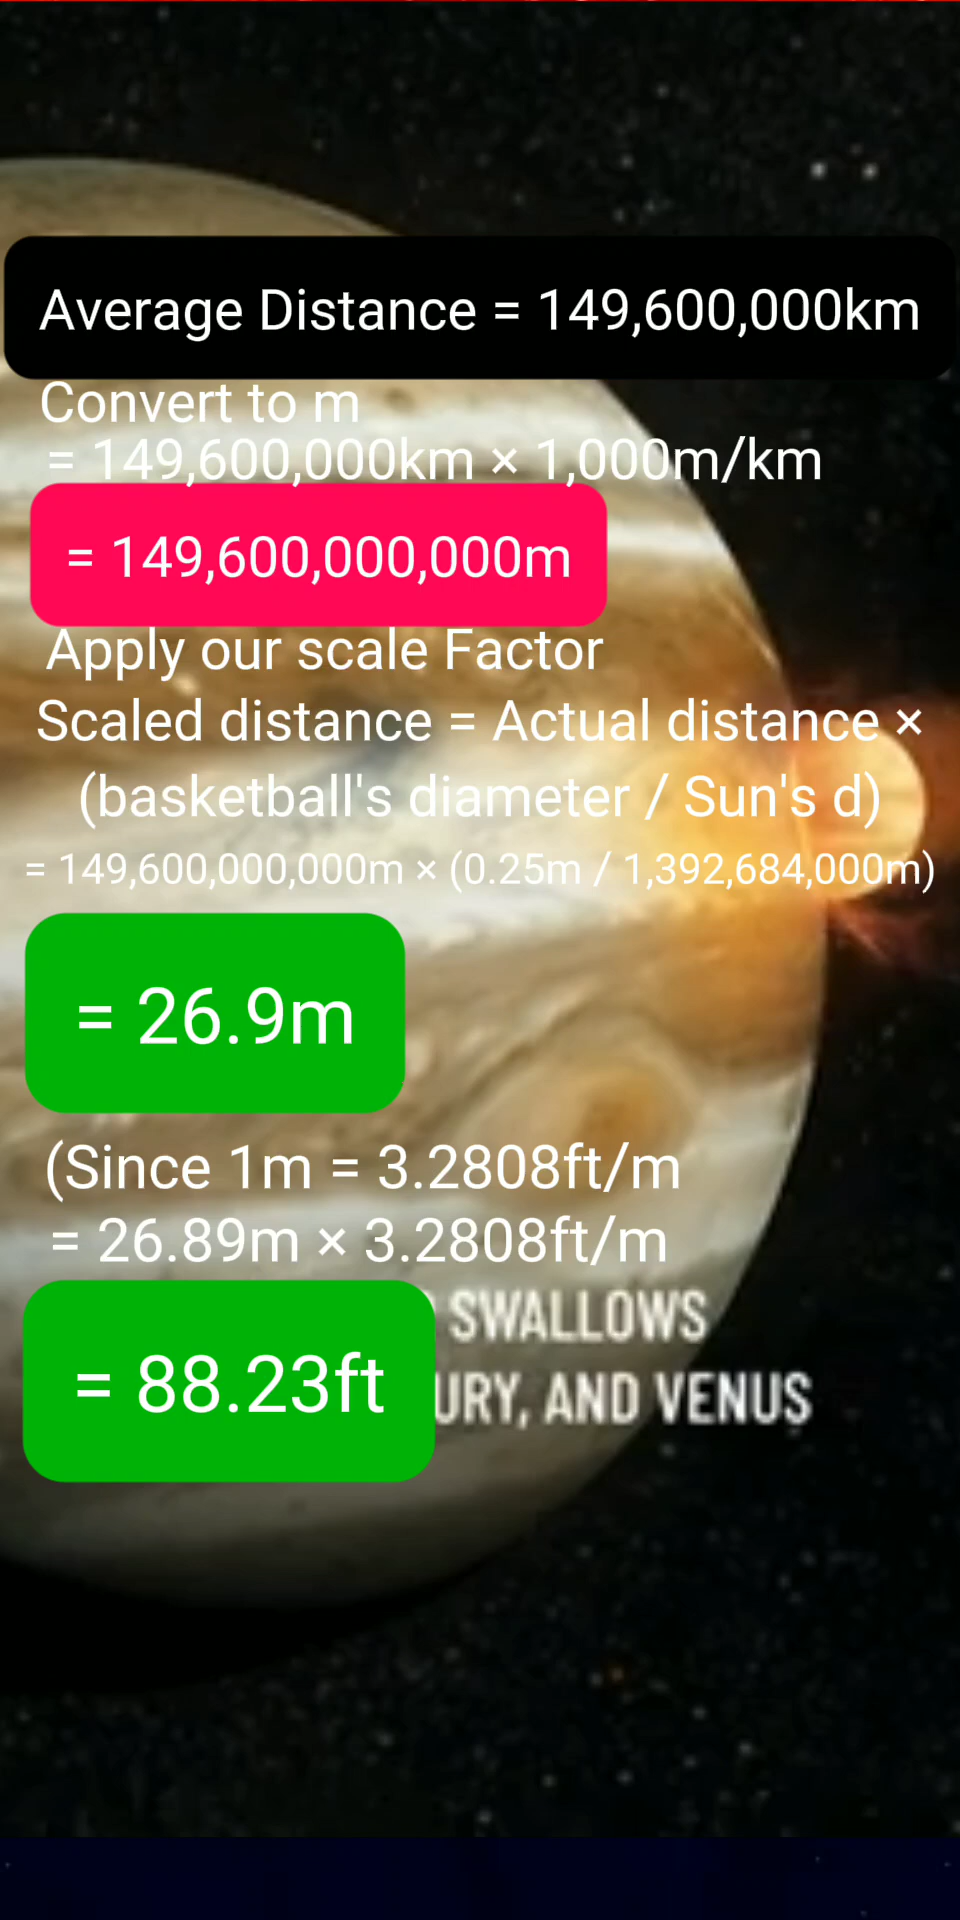 Average Distance = 149,600,000km
Convert to m
= 149,600,000km × 1,000m/km
= 149,600,000,000m
Apply our scale Factor
Scaled distance = Actual distance ×
(basketball's diameter / Sun's d)
= 149,600,000,000m × (0.25m / 1,392,684,000m)
= 26.9m
(Since 1m = 3.2808ft/m
= 26.89m × 3.2808ft/m
= 88.23ft
SWALLOWS
AND VENUS